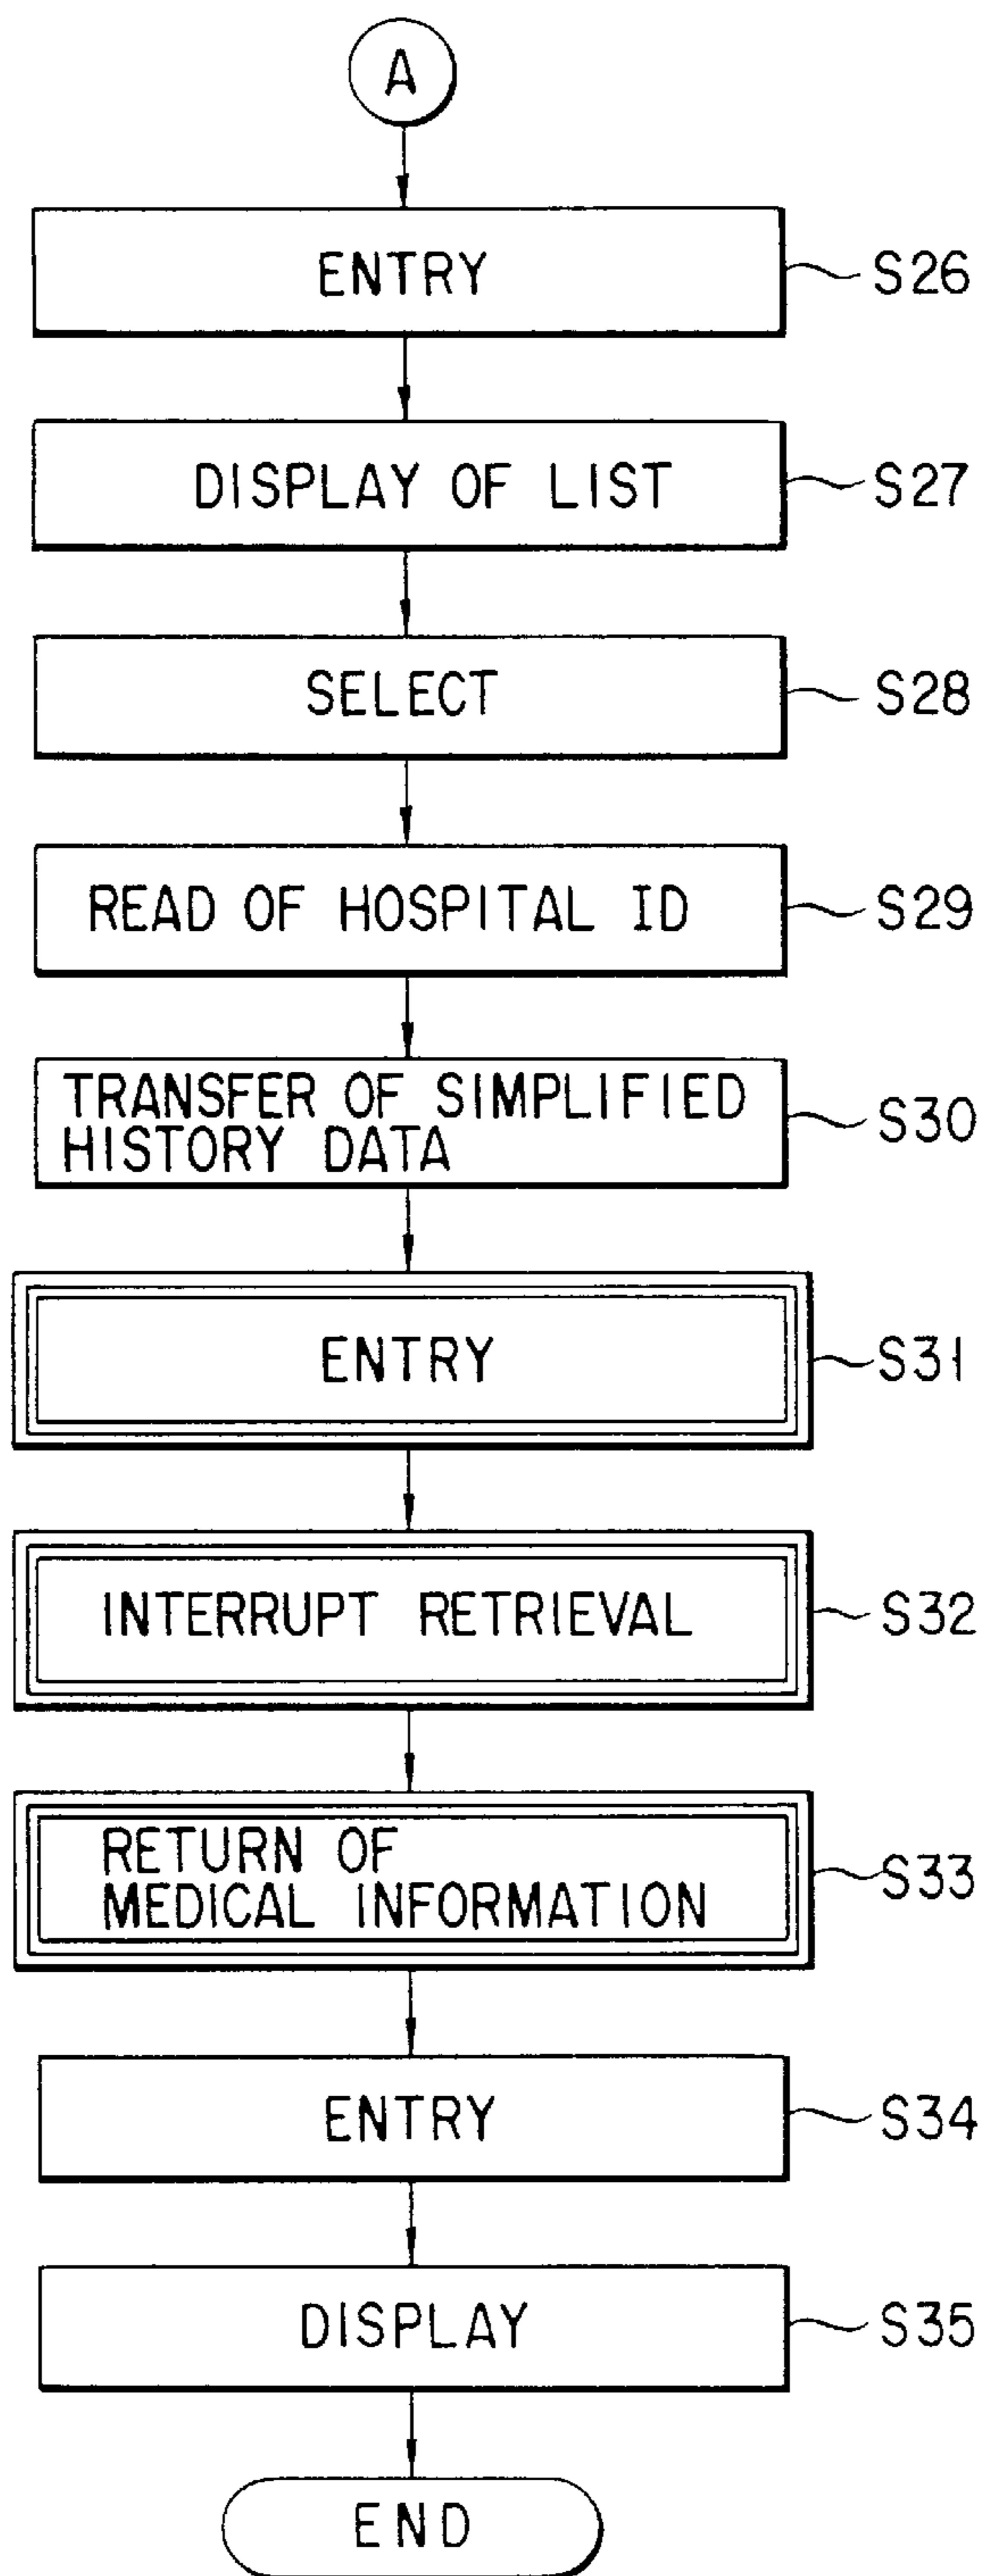 A
ENTRY
S26
DISPLAY OF LIST
S27
SELECT
S28
READ OF HOSPITAL ID
S29
TRANSFER OF SIMPLIFIED
HISTORY DATA
S30
ENTRY
S31
INTERRUPT RETRIEVAL
S32
RETURN OF
MEDICAL INFORMATION
S33
ENTRY
S34
DISPLAY
S35
END